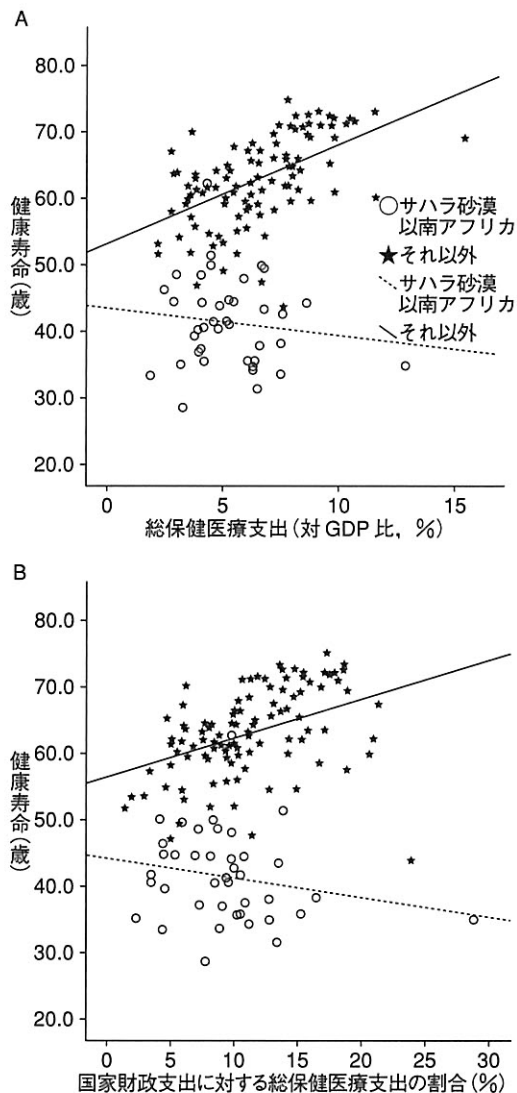 A
80.0
70.0
60.0
50.0
40.0
30.0
20.0
健康寿命(歳)
サハラ砂漠
以南アフリカ
それ以外
サハラ砂漠
以南アフリカ
それ以外
0 5 10 15
総保健医療支出(対GDP比,%)
B
80.0
70.0
60.0
50.0
40.0
30.0
20.0
健康寿命(歳)
0 5 10 15 20 25 30
国家財政支出に対する総保健医療支出の割合(%)